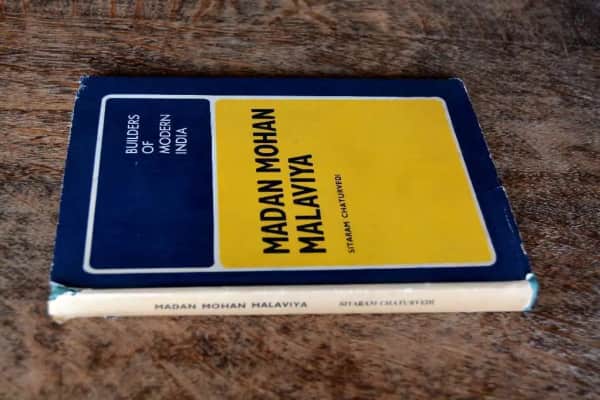 BUILDERS
OF
MODERN
INDIA
MADAN MOHAN
MALAVIYA
SITARAM CHATURVEDI
MADAN MOHAN MALAVIYA SITARAM CHATURVEDI